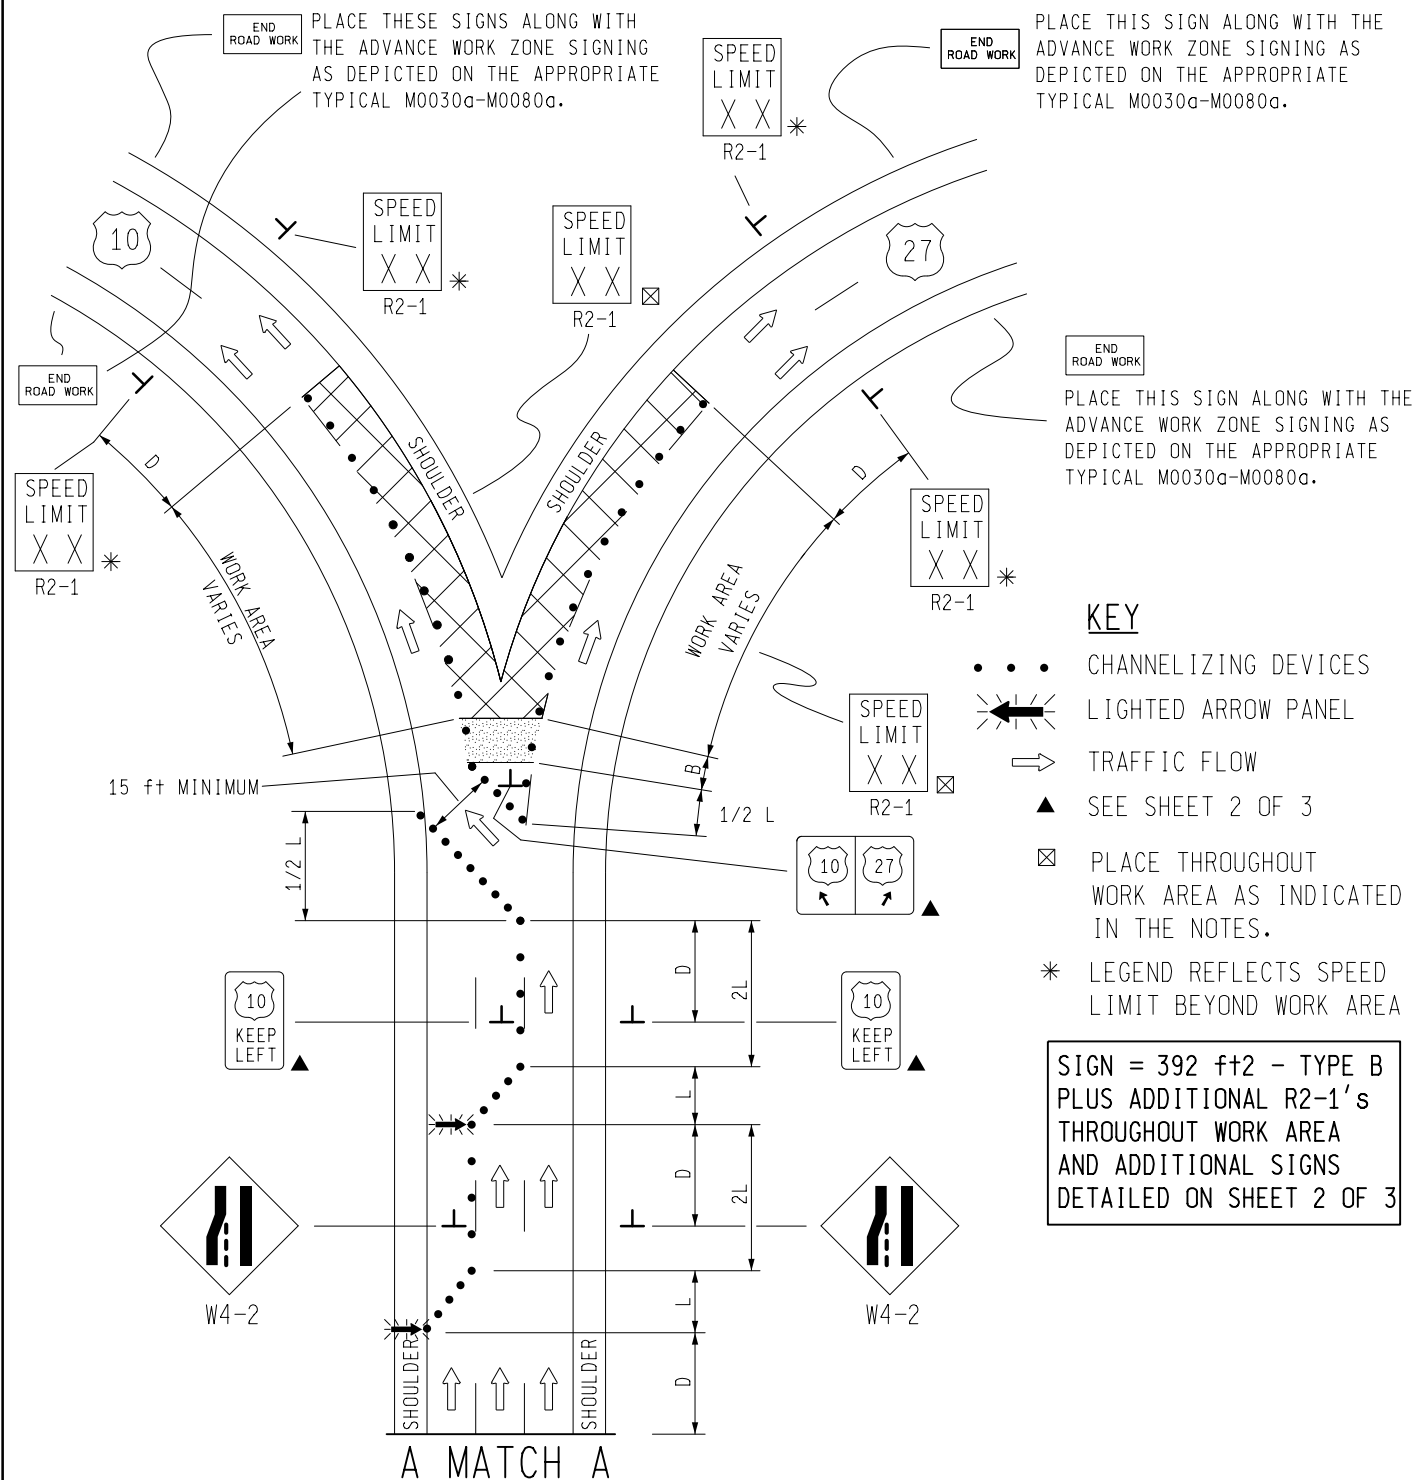 END
ROAD WORK
PLACE THESE SIGNS ALONG WITH
THE ADVANCE WORK ZONE SIGNING
AS DEPICTED ON THE APPROPRIATE
TYPICAL M0030a-M0080a.
SPEED
LIMIT
X X
R2-1
END
ROAD WORK
PLACE THIS SIGN ALONG WITH THE
ADVANCE WORK ZONE SIGNING AS
DEPICTED ON THE APPROPRIATE
TYPICAL M0030a-M0080a.
10
SPEED
LIMIT
X X
R2-1
SPEED
LIMIT
X X
R2-1
27
END
ROAD WORK
END
ROAD WORK
PLACE THIS SIGN ALONG WITH THE
ADVANCE WORK ZONE SIGNING AS
DEPICTED ON THE APPROPRIATE
TYPICAL M0030a-M0080a.
D
SHOULDER
SHOULDER
D
SPEED
LIMIT
X X
R2-1
SPEED
LIMIT
X X
R2-1
WORK AREA
VARIES
WORK AREA
VARIES
KEY
CHANNELIZING DEVICES
LIGHTED ARROW PANEL
TRAFFIC FLOW
SEE SHEET 2 OF 3
PLACE THROUGHOUT
WORK AREA AS INDICATED
IN THE NOTES.
LEGEND REFLECTS SPEED
LIMIT BEYOND WORK AREA
SPEED
LIMIT
X X
R2-1
15 ft MINIMUM
B
1/2 L
1/2 L
10 27
10
KEEP
LEFT
D
2L
10
KEEP
LEFT
L
D
2L
W4-2
W4-2
L
D
SHOULDER
SHOULDER
A MATCH A
SIGN = 392 ft2 - TYPE B
PLUS ADDITIONAL R2-1's
THROUGHOUT WORK AREA
AND ADDITIONAL SIGNS
DETAILED ON SHEET 2 OF 3